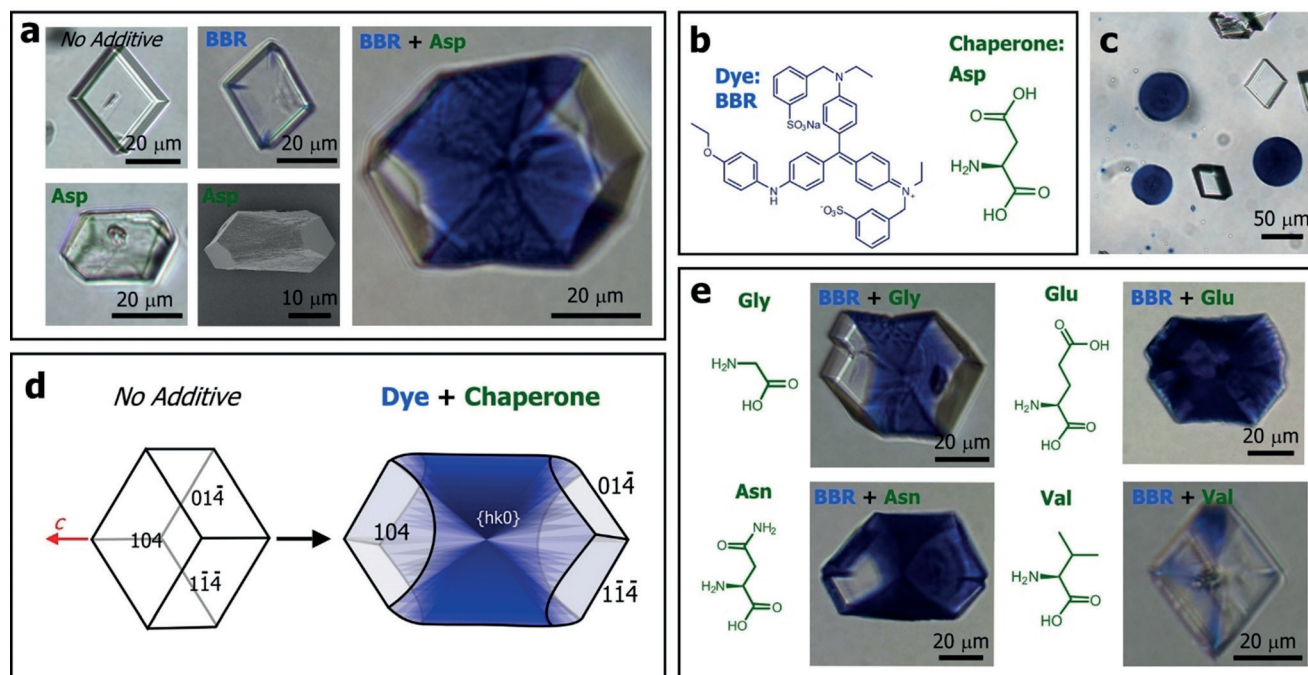 a
No Additive
20 µm
BBR
20 µm
BBR + Asp
20 µm
Asp
20 µm
Asp
10 µm
b
Dye:
BBR
N
SO₃Na
O
N
H
N⁺
⁻O₃S
Chaperone:
Asp
OH
O
H₂N
O
HO
c
50 µm
d
No Additive
Dye + Chaperone
c
014̄
104
11̄4̄
{hk0}
104
014̄
11̄4̄
e
Gly
H₂N
O
HO
BBR + Gly
20 µm
Glu
O
OH
H₂N
O
HO
BBR + Glu
20 µm
Asn
NH₂
O
H₂N
O
HO
BBR + Asn
20 µm
Val
H₂N
O
HO
BBR + Val
20 µm